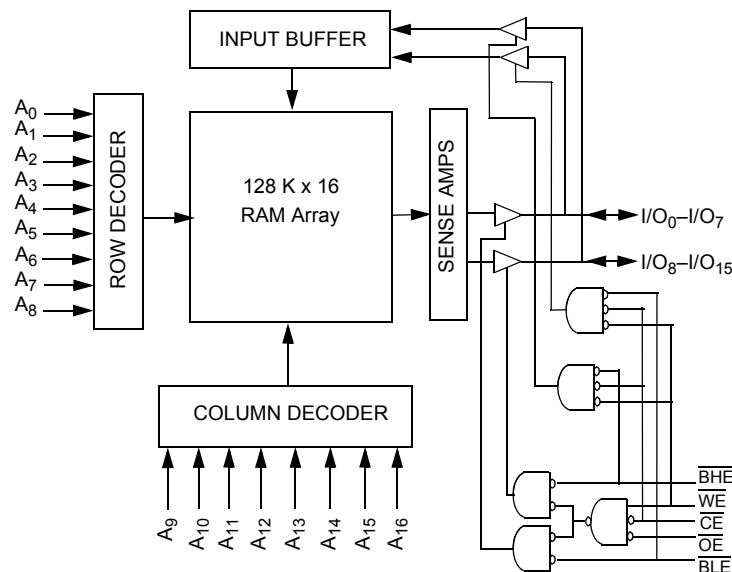 INPUT BUFFER
A0
A1
A2
A3
A4
A5
A6
A7
A8
ROW DECODER
128 K x 16
RAM Array
SENSE AMPS
I/O0–I/O7
I/O8–I/O15
COLUMN DECODER
A9
A10
A11
A12
A13
A14
A15
A16
BHE
WE
CE
OE
BLE